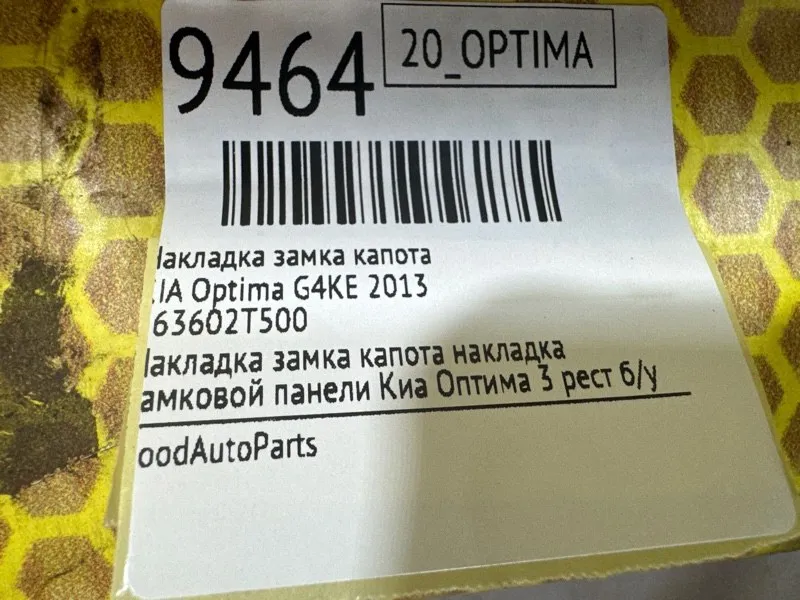 9464
20_OPTIMA
Накладка замка капота
KIA Optima G4KE 2013
63602T500
Накладка замка капота накладка
амковой панели Киа Оптима 3 рест б/у
oodAutoParts